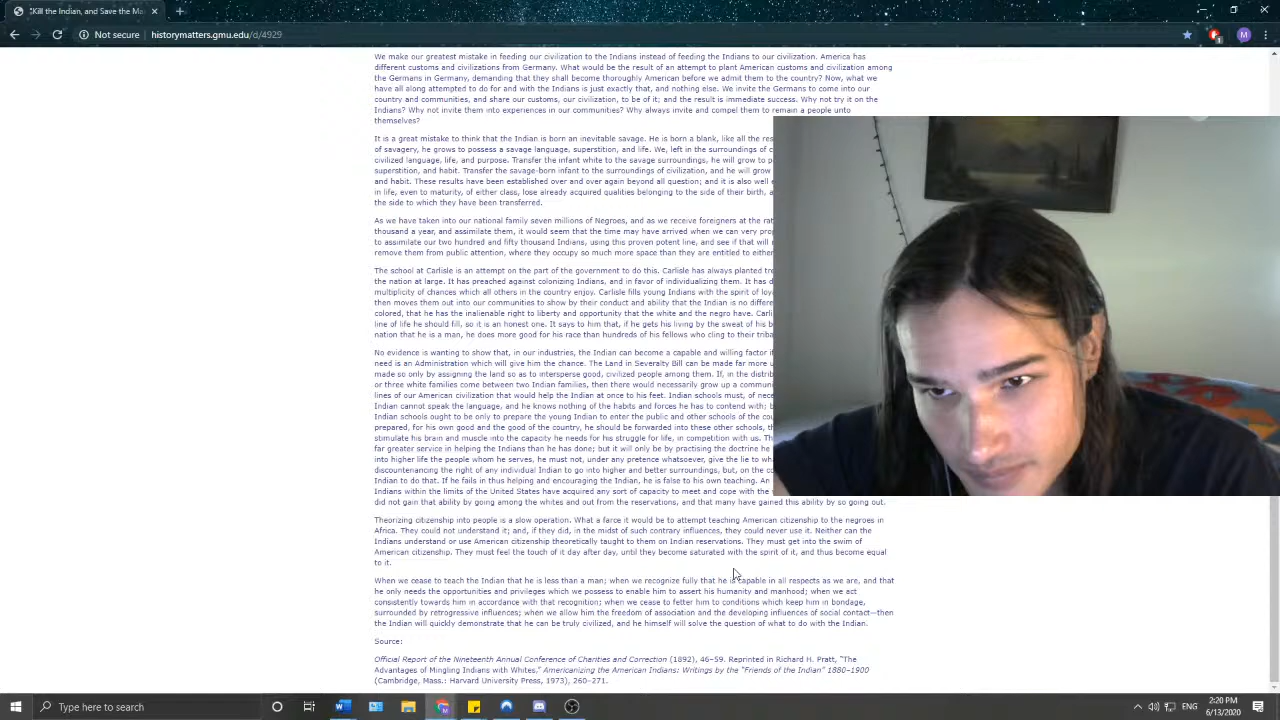 'Kill the Indian, and Save the Ma
Not secure
historymatters.gmu.edu/d/4929
M
We make our greatest mistake in feeding our civilization to the Indians instead of feeding the Indians to our civilization. America has
different customs and civilizations from Germany. What would be the result of an attempt to plant American customs and civilization among
the Germans in Germany, demanding that they shall become thoroughly American before we admit them to the country? Now, what we
have all along attempted to do for and with the Indians is just exactly that, and nothing else. We invite the Germans to come into our
country and communities, and share our customs, our civilization, to be of it; and the result is immediate success. Why not try it on the
Indians? Why not invite them into experiences in our communities? Why always invite and compel them to remain a people unto
themselves?
It is a great mistake to think that the Indian is born an inevitable savage. He is born a blank, like all the res
of savagery, he grows to possess a savage language, superstition, and life. We, left in the surroundings of c
civilized language, life, and purpose. Transfer the infant white to the savage surroundings, he will grow to p
superstition, and habit. Transfer the savage-born infant to the surroundings of civilization, and he will grow
and habit. These results have been established over and over again beyond all question; and it is also well e
in life, even to maturity, of either class, lose already acquired qualities belonging to the side of their birth, a
the side to which they have been transferred.
As we have taken into our national family seven millions of Negroes, and as we receive foreigners at the rat
thousand a year, and assimilate them, it would seem that the time may have arrived when we can very prop
to assimilate our two hundred and fifty thousand Indians, using this proven potent line, and see if that will
remove them from public attention, where they occupy so much more space than they are entitled to either
The school at Carlisle is an attempt on the part of the government to do this. Carlisle has always planted tre
the nation at large. It has preached against colonizing Indians, and in favor of individualizing them. It has d
multiplicity of chances which all others in the country enjoy. Carlisle fills young Indians with the spirit of loy
then moves them out into our communities to show by their conduct and ability that the Indian is no differe
colored, that he has the inalienable right to liberty and opportunity that the white and the negro have. Carl
line of life he should fill, so it is an honest one. It says to him that, if he gets his living by the sweat of his b
nation that he is a man, he does more good for his race than hundreds of his fellows who cling to their triba
No evidence is wanting to show that, in our industries, the Indian can become a capable and willing factor i
need is an Administration which will give him the chance. The Land in Severalty Bill can be made far more u
made so only by assigning the land so as to intersperse good, civilized people among them. If, in the distrib
or three white families come between two Indian families, then there would necessarily grow up a communi
lines of our American civilization that would help the Indian at once to his feet. Indian schools must, of nece
Indian cannot speak the language, and he knows nothing of the habits and forces he has to contend with; b
Indian schools ought to be only to prepare the young Indian to enter the public and other schools of the cou
prepared, for his own good and the good of the country, he should be forwarded into these other schools, th
stimulate his brain and muscle into the capacity he needs for his struggle for life, in competition with us. Th
far greater service in helping the Indians than he has done; but it will only be by practising the doctrine he
into higher life the people whom he serves, he must not, under any pretence whatsoever, give the lie to wh
discountenancing the right of any individual Indian to go into higher and better surroundings, but, on the co
Indian to do that. If he fails in thus helping and encouraging the Indian, he is false to his own teaching. An
Indians within the limits of the United States have acquired any sort of capacity to meet and cope with the
did not gain that ability by going among the whites and out from the reservations, and that many have gained this ability by so going out.
Theorizing citizenship into people is a slow operation. What a farce it would be to attempt teaching American citizenship to the negroes in
Africa. They could not understand it; and, if they did, in the midst of such contrary influences, they could never use it. Neither can the
Indians understand or use American citizenship theoretically taught to them on Indian reservations. They must get into the swim of
American citizenship. They must feel the touch of it day after day, until they become saturated with the spirit of it, and thus become equal
to it.
When we cease to teach the Indian that he is less than a man; when we recognize fully that he is capable in all respects as we are, and that
he only needs the opportunities and privileges which we possess to enable him to assert his humanity and manhood; when we act
consistently towards him in accordance with that recognition; when we cease to fetter him to conditions which keep him in bondage,
surrounded by retrogressive influences; when we allow him the freedom of association and the developing influences of social contact—then
the Indian will quickly demonstrate that he can be truly civilized, and he himself will solve the question of what to do with the Indian.
Source:
Official Report of the Nineteenth Annual Conference of Charities and Correction (1892), 46–59. Reprinted in Richard H. Pratt, “The
Advantages of Mingling Indians with Whites,” Americanizing the American Indians: Writings by the “Friends of the Indian” 1880–1900
(Cambridge, Mass.: Harvard University Press, 1973), 260–271.
Type here to search
ENG
2:20 PM
6/13/2020